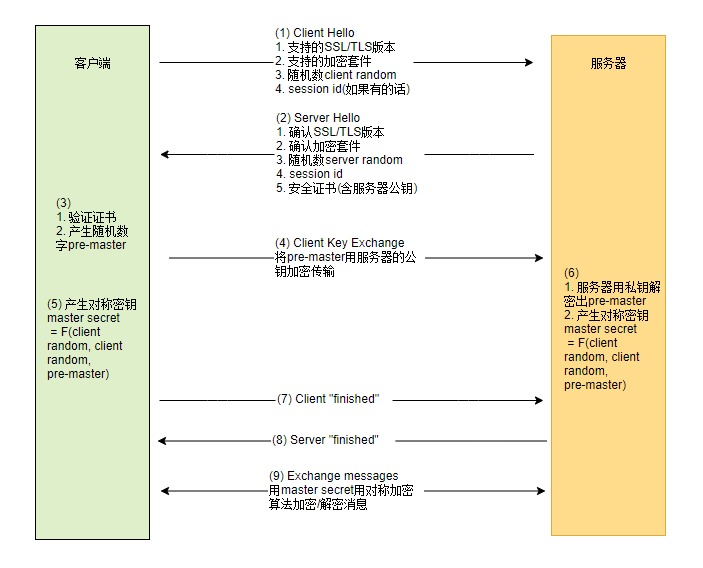 客户端
服务器
(1) Client Hello
1. 支持的SSL/TLS版本
2. 支持的加密套件
3. 随机数client random
4. session id(如果有的话)
(2) Server Hello
1. 确认SSL/TLS版本
2. 确认加密套件
3. 随机数server random
4. session id
5. 安全证书(含服务器公钥)
(3)
1. 验证证书
2. 产生随机数
字pre-master
(4) Client Key Exchange
将pre-master用服务器的公
钥加密传输
(5) 产生对称密钥
master secret
= F(client
random, client
random,
pre-master)
(6)
1. 服务器用私钥解
密出pre-master
2. 产生对称密钥
master secret
= F(client
random, client
random,
pre-master)
(7) Client "finished"
(8) Server "finished"
(9) Exchange messages
用master secret用对称加密
算法加密/解密消息